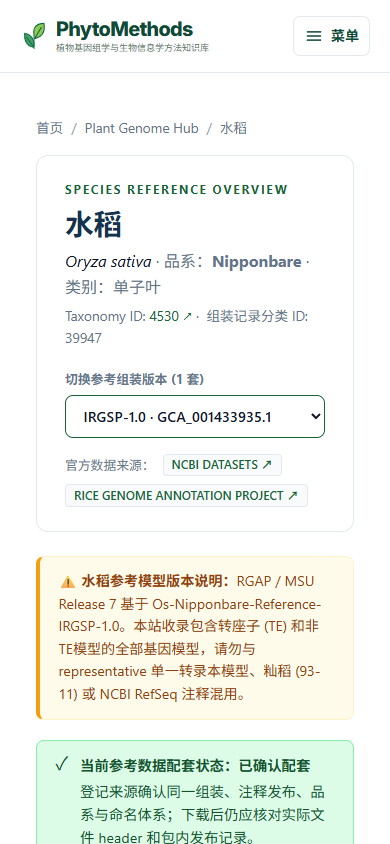 PhytoMethods
植物基因组学与生物信息学方法知识库
菜单
首页 / Plant Genome Hub / 水稻
SPECIES REFERENCE OVERVIEW
水稻
Oryza sativa · 品系：Nipponbare ·
类别：单子叶
Taxonomy ID: 4530 ↗ · 组装记录分类 ID:
39947
切换参考组装版本 (1 套)
IRGSP-1.0 · GCA_001433935.1
官方数据来源： NCBI DATASETS ↗
RICE GENOME ANNOTATION PROJECT ↗
⚠️ 水稻参考模型版本说明：RGAP / MSU
Release 7 基于 Os-Nipponbare-Reference-
IRGSP-1.0。本站收录包含转座子 (TE) 和非
TE模型的全部基因模型，请勿与
representative 单一转录本模型、籼稻 (93-
11) 或 NCBI RefSeq 注释混用。
✓ 当前参考数据配套状态：已确认配套
登记来源确认同一组装、注释发布、品
系与命名体系；下载后仍应核对实际文
件 header 和包内发布记录。